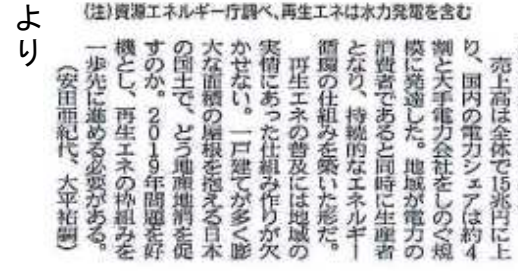 (注)資源エネルギー庁調べ、再生エネは水力発電を含む
より
売上高は全体で15兆円に上
り、国内の電力シェアは約4
割と大手電力会社をしのぐ規
模に発達した。地域が電力の
消費者であると同時に生産者
となり、持続的なエネルギー
循環の仕組みを築いた形だ。
再生エネの普及には地域の
実情にあった仕組み作りが欠
かせない。一戸建てが多く膨
大な面積の屋根を抱える日本
の国土で、どう地産地消を促
すのか。2019年問題を好
機とし、再生エネの枠組みを
一歩先に進める必要がある。
(安田亜紀代、大平祐嗣)